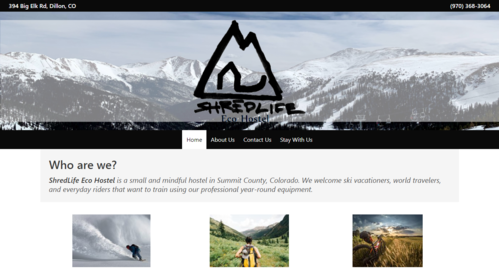 394 Big Elk Rd, Dillon, CO
(970) 368-3064
SHREDLIFE
Eco Hostel
Home
About Us
Contact Us
Stay With Us
Who are we?
ShredLife Eco Hostel is a small and mindful hostel in Summit County, Colorado. We welcome ski vacationers, world travelers,
and everyday riders that want to train using our professional year-round equipment.